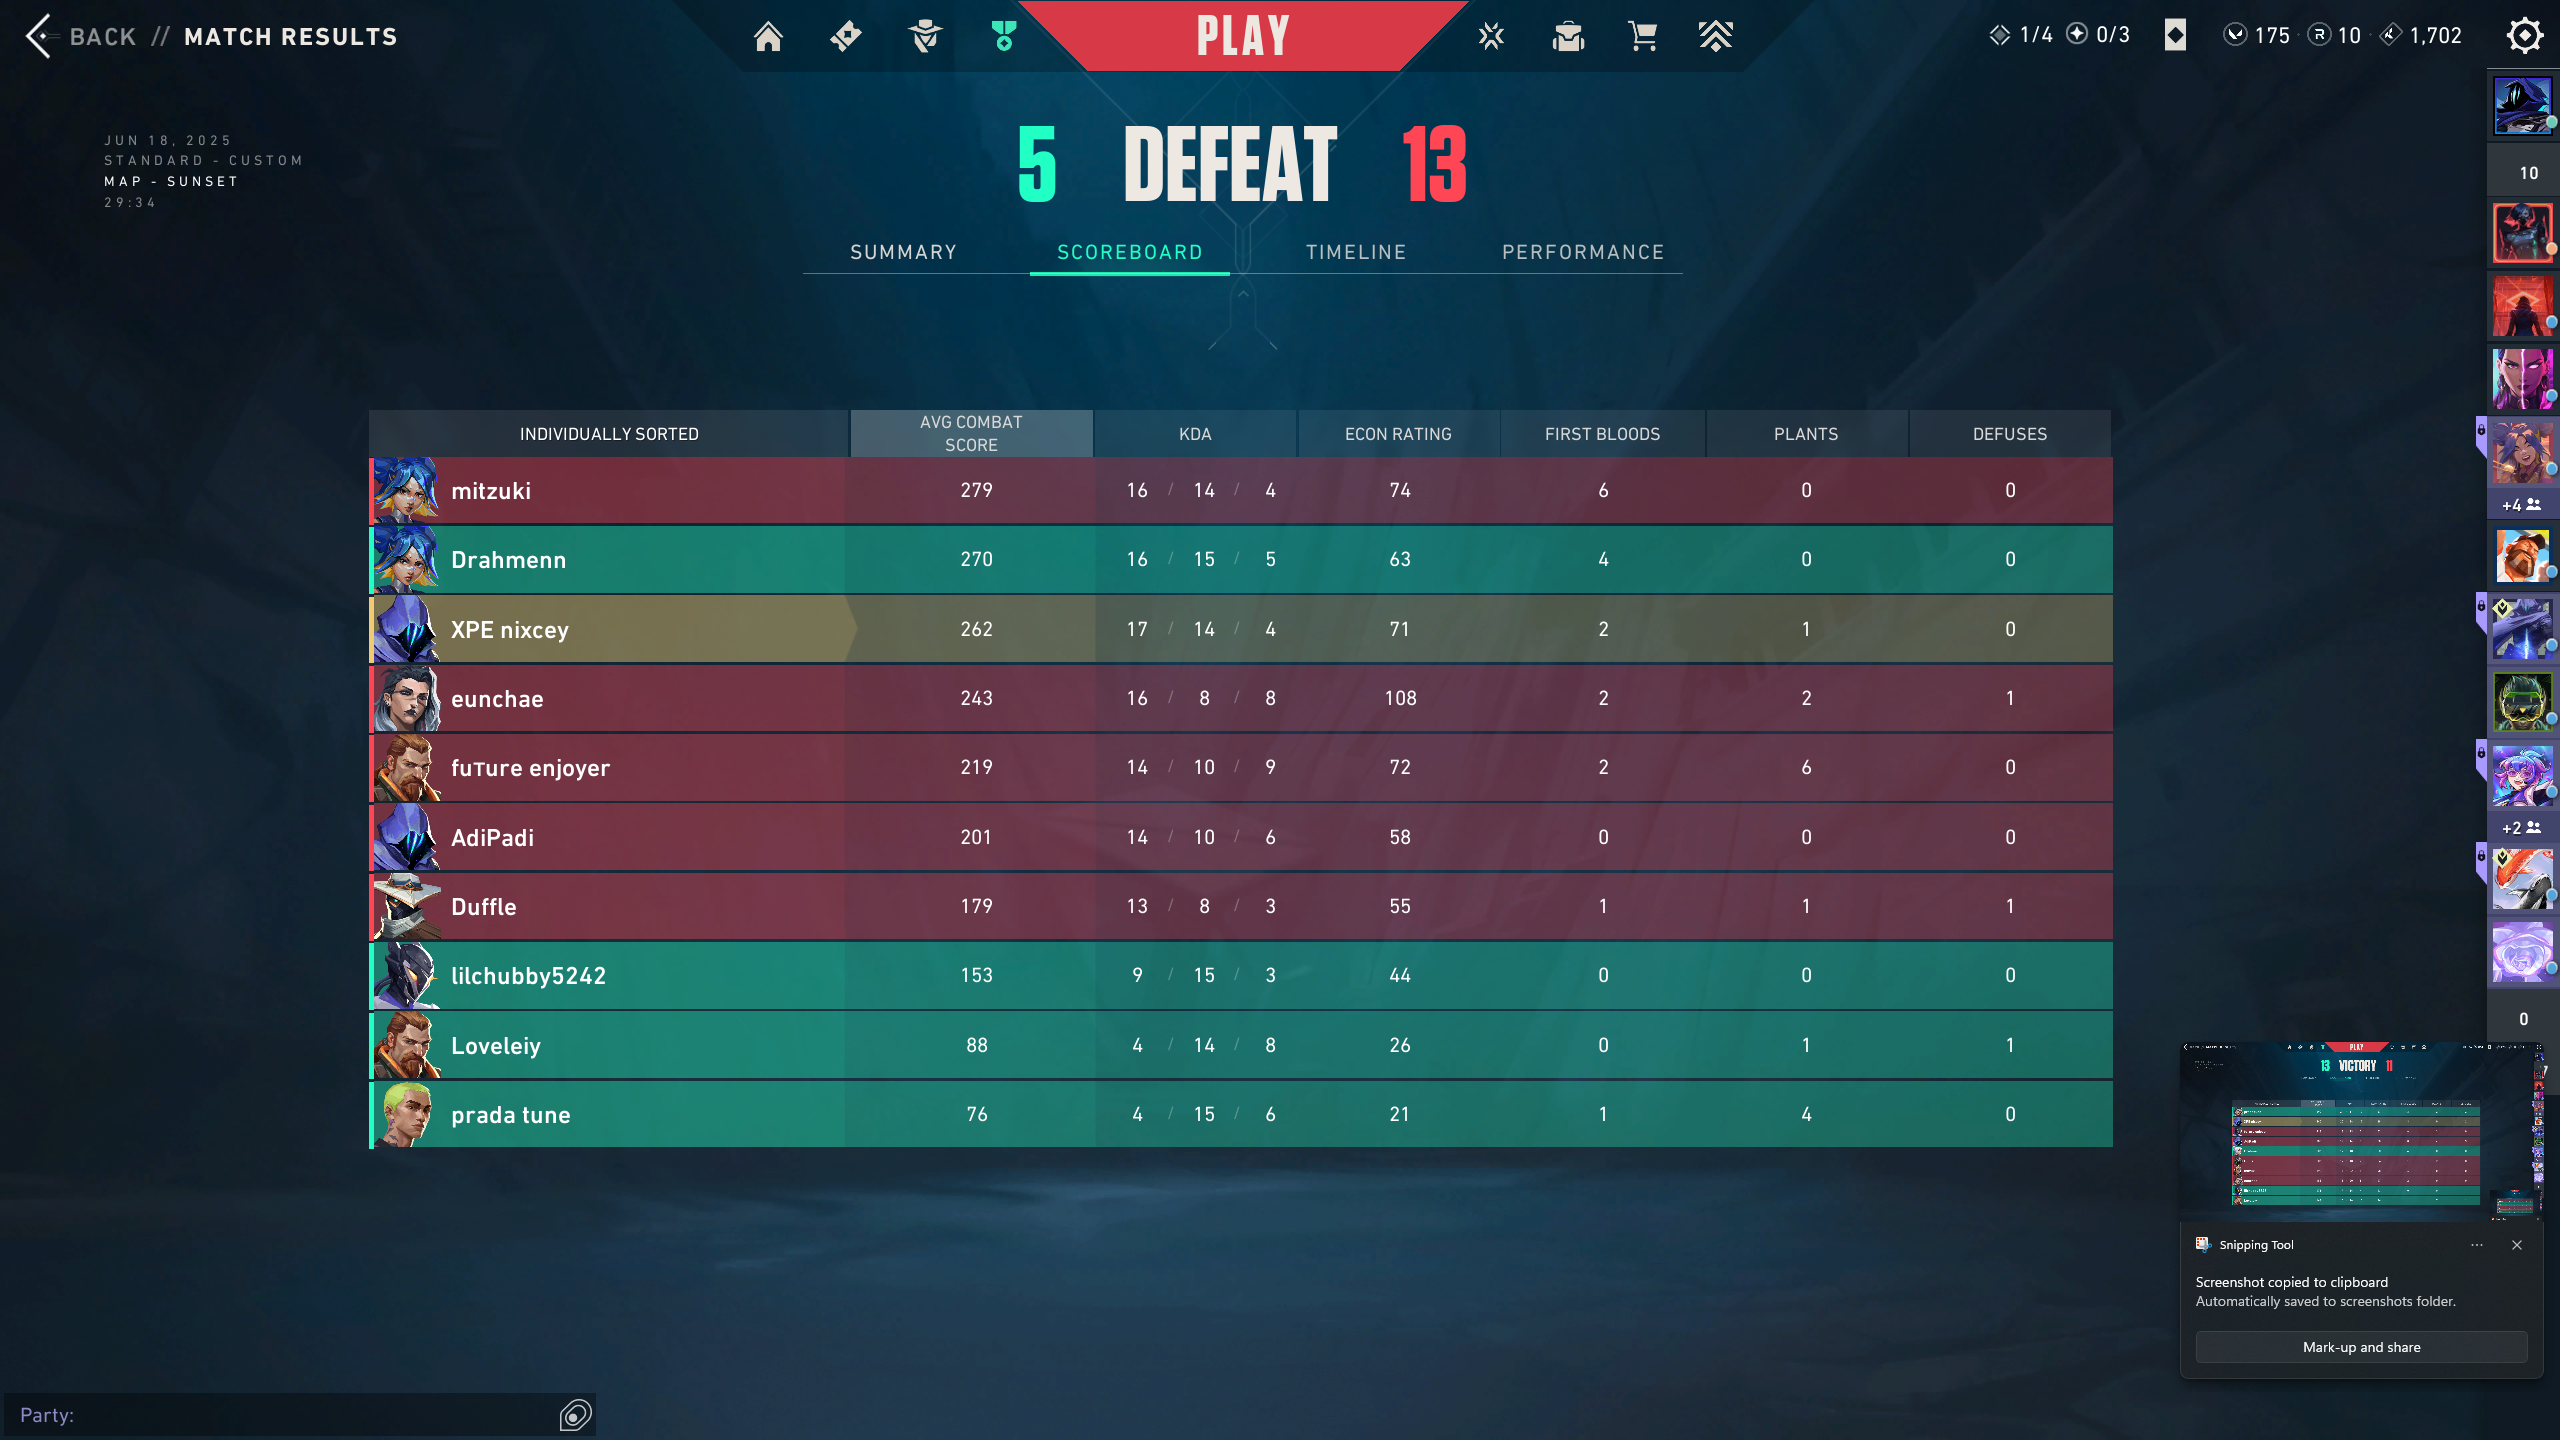 BACK // MATCH RESULTS
PLAY
1/4 0/3 175 10 1,702
JUN 18, 2025
STANDARD - CUSTOM
MAP - SUNSET
29:34
5 DEFEAT 13
SUMMARY SCOREBOARD TIMELINE PERFORMANCE
INDIVIDUALLY SORTED AVG COMBAT SCORE KDA ECON RATING FIRST BLOODS PLANTS DEFUSES
mitzuki 279 16 / 14 / 4 74 6 0 0
Drahmenn 270 16 / 15 / 5 63 4 0 0
XPE nixcey 262 17 / 14 / 4 71 2 1 0
eunchae 243 16 / 8 / 8 108 2 2 1
fuтure enjoyer 219 14 / 10 / 9 72 2 6 0
AdiPadi 201 14 / 10 / 6 58 0 0 0
Duffle 179 13 / 8 / 3 55 1 1 1
lilchubby5242 153 9 / 15 / 3 44 0 0 0
Loveleiy 88 4 / 14 / 8 26 0 1 1
prada tune 76 4 / 15 / 6 21 1 4 0
10
+4
+2
0
PLAY
13 VICTORY 11
Snipping Tool
Screenshot copied to clipboard
Automatically saved to screenshots folder.
Mark-up and share
Party: